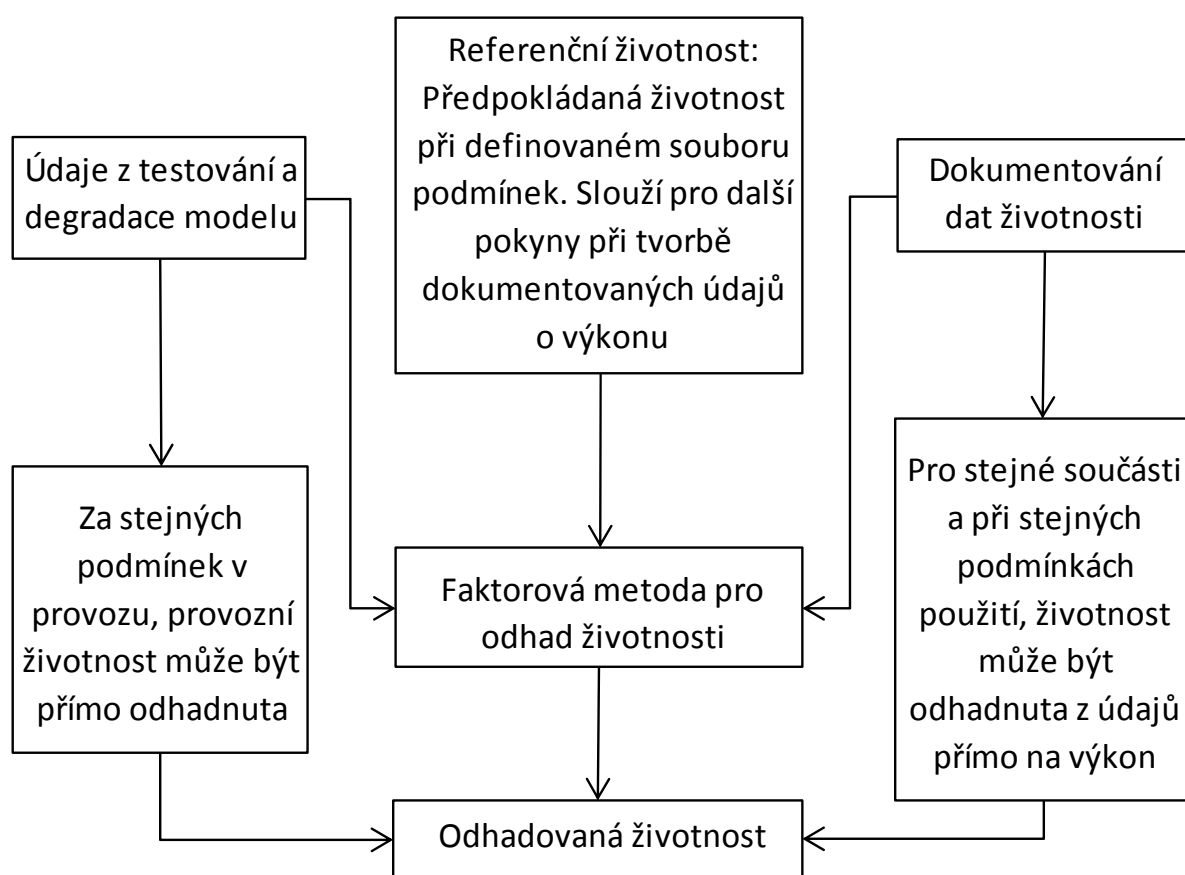 Referenční životnost:
Předpokládaná životnost
při definovaném souboru
podmínek. Slouží pro další
pokyny při tvorbě
dokumentovaných údajů
o výkonu
Údaje z testování a
degradace modelu
Dokumentování
dat životnosti
Za stejných
podmínek v
provozu, provozní
životnost může být
přímo odhadnuta
Faktorová metoda pro
odhad životnosti
Pro stejné součásti
a při stejných
podmínkách
použití, životnost
může být
odhadnuta z údajů
přímo na výkon
Odhadovaná životnost